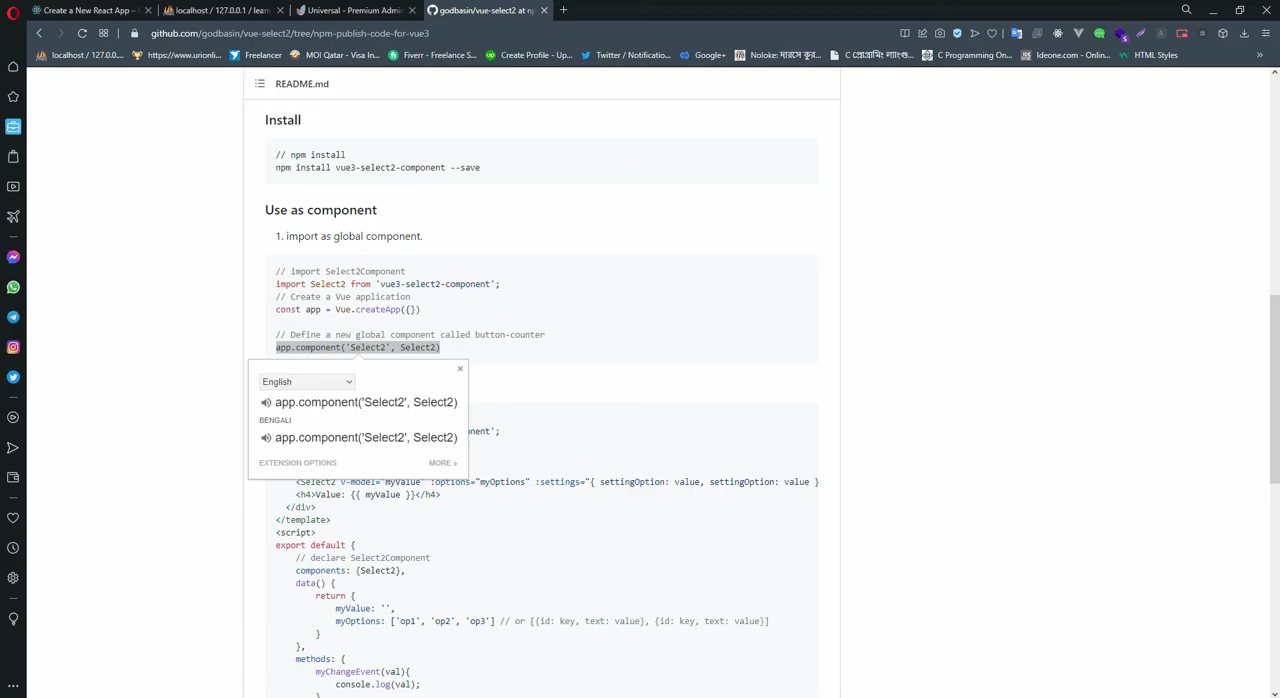 Create a New React App –
localhost / 127.0.0.1 / learn
Universal - Premium Admin
godbasin/vue-select2 at np
github.com/godbasin/vue-select2/tree/npm-publish-code-for-vue3
localhost / 127.0.0....
https://www.urionli...
Freelancer
MOI Qatar - Visa In...
Fiverr - Freelance S...
Create Profile - Up...
Twitter / Notificatio...
Google+
Noloke: দারসে কুর...
C প্রোগ্রামিং ল্যাংগু...
C Programming On...
Ideone.com - Onlin...
HTML Styles
»
README.md
Install
// npm install
npm install vue3-select2-component --save
Use as component
1. import as global component.
// import Select2Component
import Select2 from 'vue3-select2-component';
// Create a Vue application
const app = Vue.createApp({})
// Define a new global component called button-counter
app.component('Select2', Select2)
English
app.component('Select2', Select2)
BENGALI
app.component('Select2', Select2)
EXTENSION OPTIONS
MORE »
nent';
<Select2 v-model="myValue" :options="myOptions" :settings="{ settingOption: value, settingOption: value }
<h4>Value: {{ myValue }}</h4>
</div>
</template>
<script>
export default {
// declare Select2Component
components: {Select2},
data() {
return {
myValue: '',
myOptions: ['op1', 'op2', 'op3'] // or [{id: key, text: value}, {id: key, text: value}]
}
},
methods: {
myChangeEvent(val){
console.log(val);
}